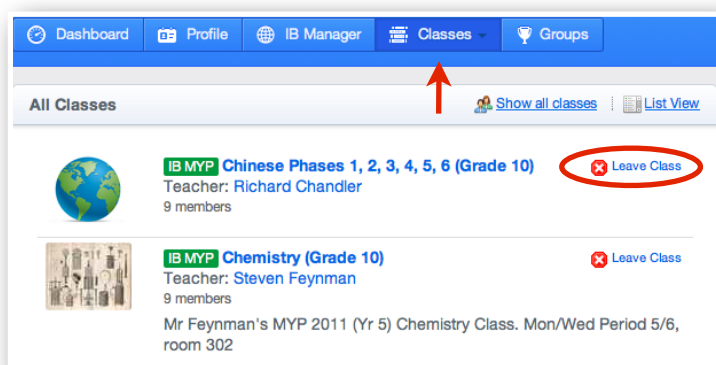 Dashboard Profile IB Manager Classes Groups
All Classes Show all classes List View
IB MYP Chinese Phases 1, 2, 3, 4, 5, 6 (Grade 10) Leave Class
Teacher: Richard Chandler
9 members
IB MYP Chemistry (Grade 10) Leave Class
Teacher: Steven Feynman
9 members
Mr Feynman's MYP 2011 (Yr 5) Chemistry Class. Mon/Wed Period 5/6,
room 302